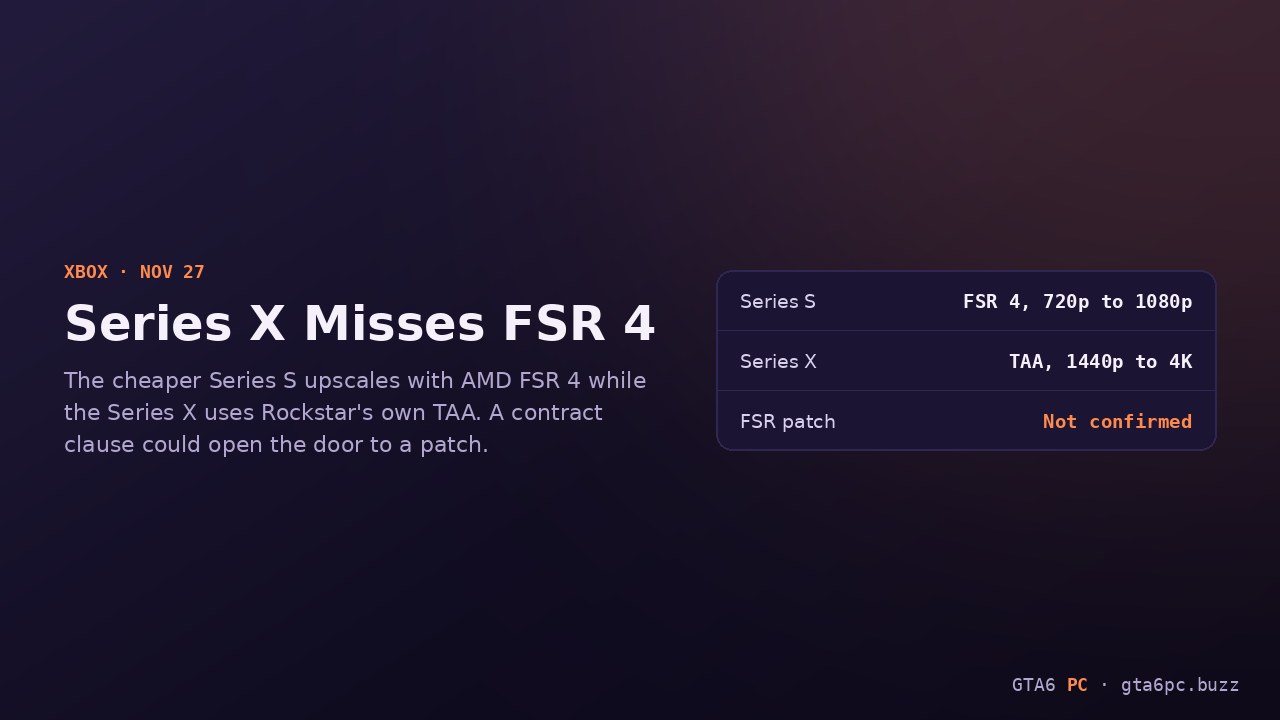 XBOX · NOV 27
Series X Misses FSR 4
The cheaper Series S upscales with AMD FSR 4 while
the Series X uses Rockstar's own TAA. A contract
clause could open the door to a patch.
Series S FSR 4, 720p to 1080p
Series X TAA, 1440p to 4K
FSR patch Not confirmed
GTA6 PC · gta6pc.buzz